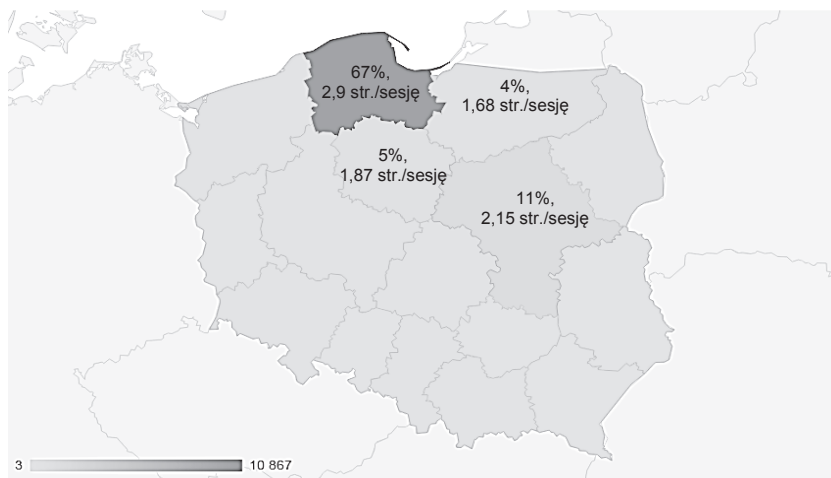 67%,
2,9 str./sesję
4%,
1,68 str./sesję
5%,
1,87 str./sesję
11%,
2,15 str./sesję
3
10 867